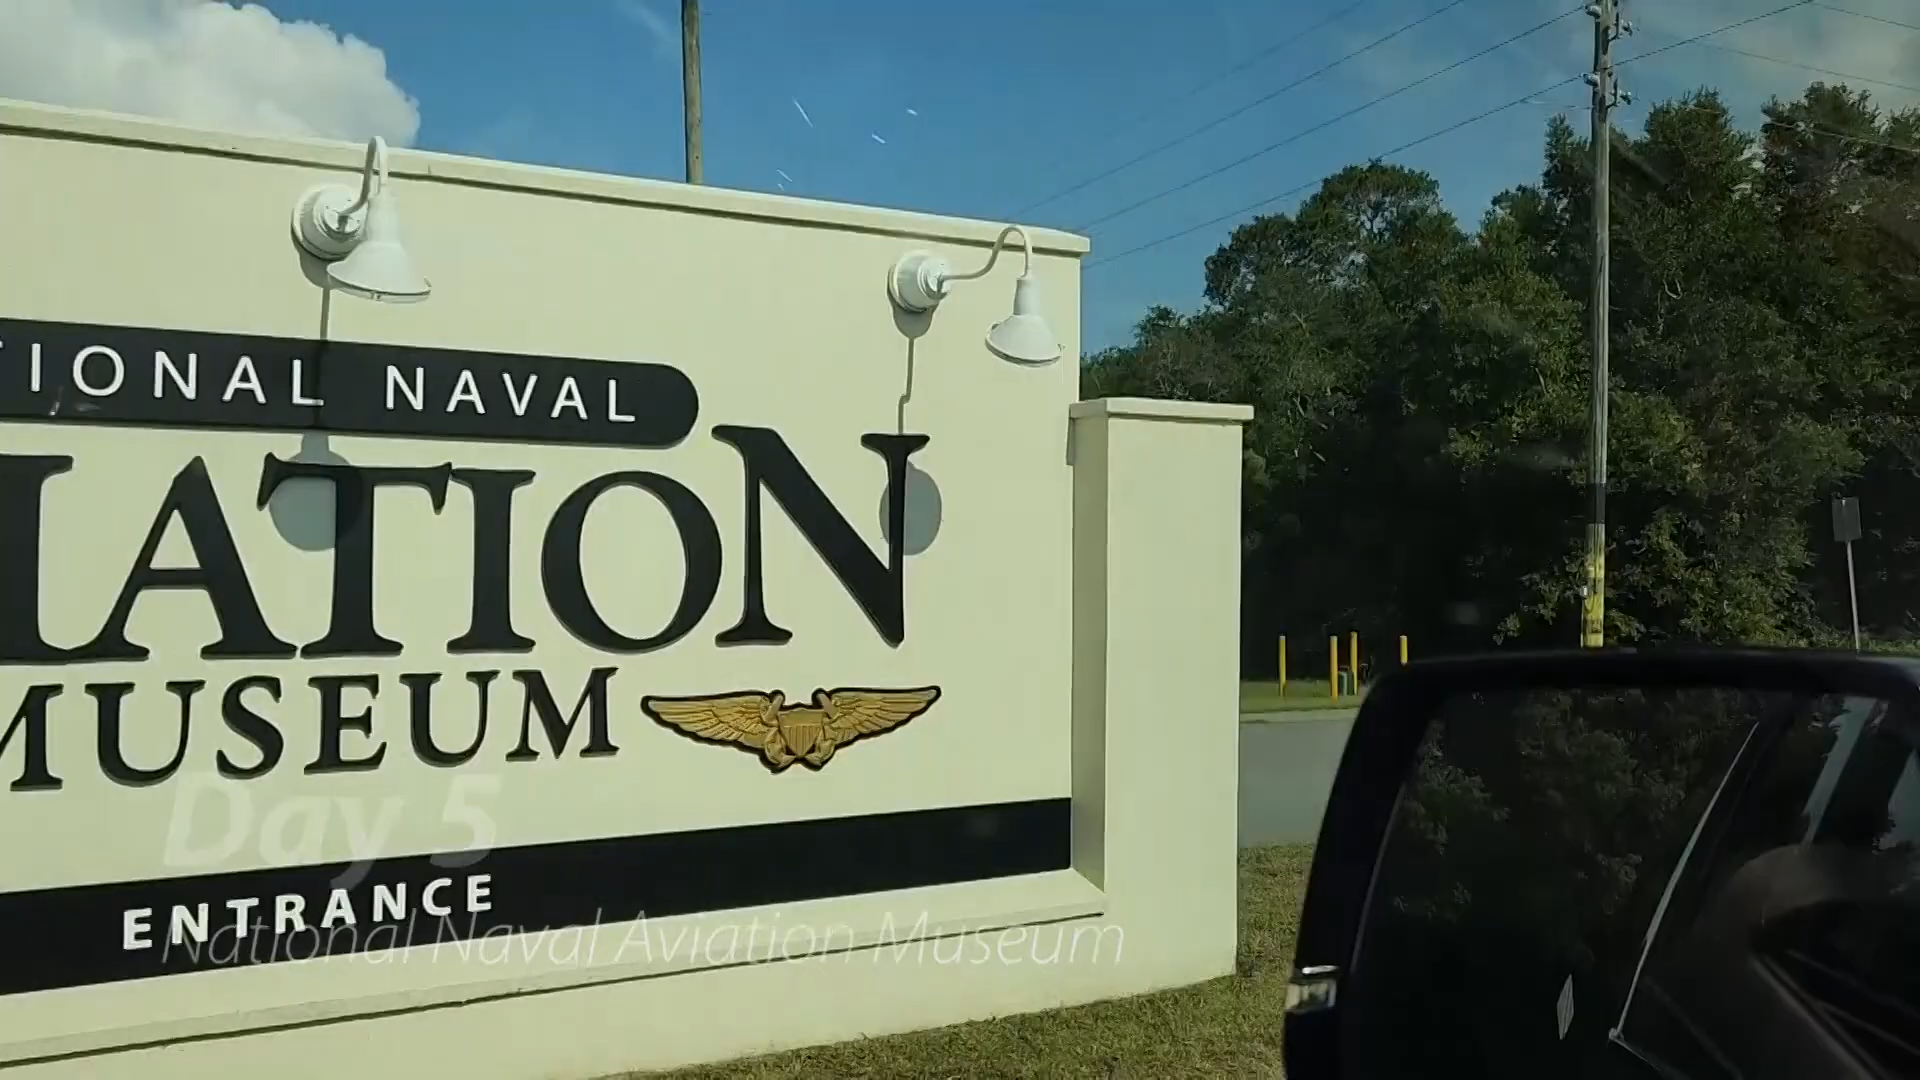 TIONAL NAVAL
IATION
MUSEUM
Day 5
ENTRANCE
National Naval Aviation Museum